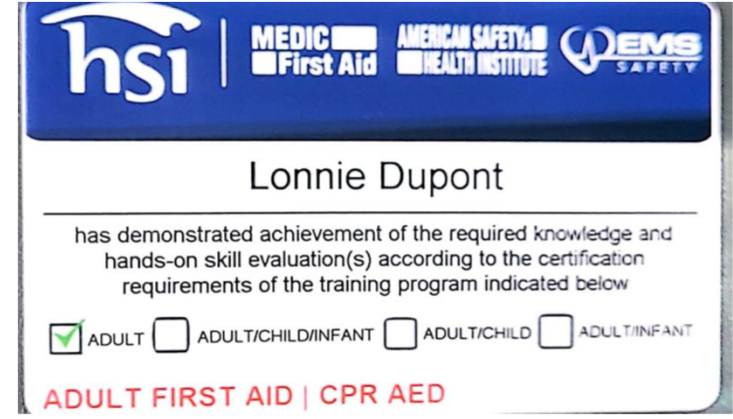 hsi
MEDIC
First Aid
AMERICAN SAFETY &
HEALTH INSTITUTE
EMS
SAFETY
Lonnie Dupont
has demonstrated achievement of the required knowledge and
hands-on skill evaluation(s) according to the certification
requirements of the training program indicated below
ADULT ADULT/CHILD/INFANT ADULT/CHILD ADULT/INFANT
ADULT FIRST AID | CPR AED